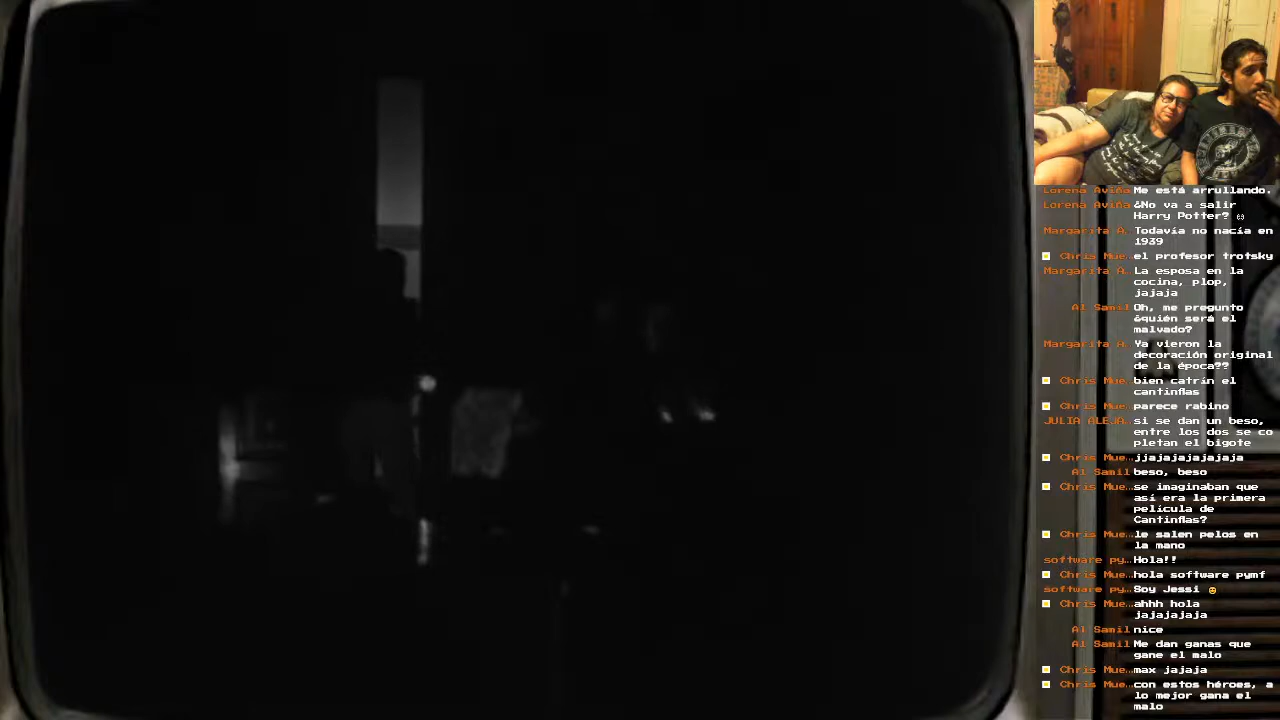 Lorena Aviña Me está arrullando.
Lorena Aviña ¿No va a salir
Harry Potter?
Margarita A. Todavía no nacía en
1939
Chris Mue… el profesor trotsky
Margarita A. La esposa en la
cocina, plop,
jajaja
Al Samil Oh, me pregunto
¿quién será el
malvado?
Margarita A. Ya vieron la
decoración original
de la época??
Chris Mue… bien catrín el
cantinflas
Chris Mue… parece rabino
JULIA ALEJA… si se dan un beso,
entre los dos se co
pletan el bigote
Chris Mue… jjajajajajajaja
Al Samil beso, beso
Chris Mue… se imaginaban que
así era la primera
película de
Cantinflas?
Chris Mue… le salen pelos en
la mano
software py… Hola!!
Chris Mue… hola software pymf
software py… Soy Jessi
Chris Mue… ahhh hola
jajajajaja
Al Samil nice
Al Samil Me dan ganas que
gane el malo
Chris Mue… max jajaja
Chris Mue… con estos héroes, a
lo mejor gana el
malo